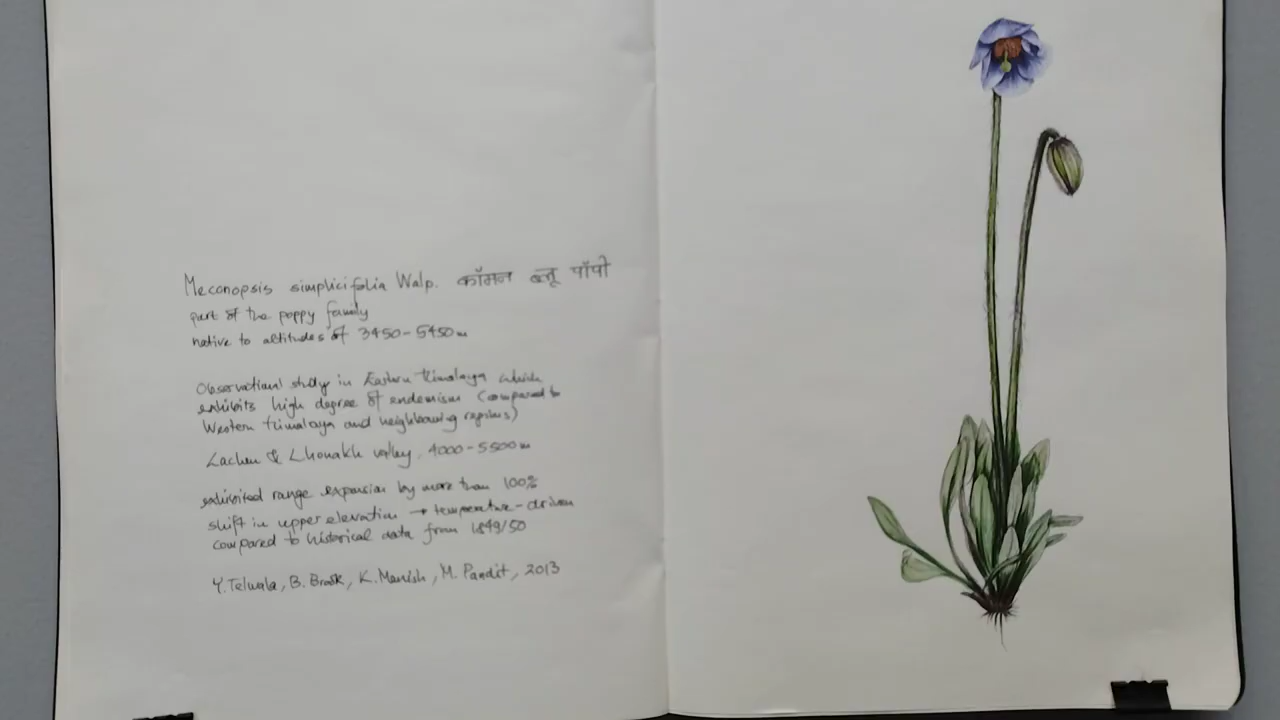 Meconopsis simplicifolia Walp. कॉमन ब्लू पॉपी
part of the poppy family
native to altitudes of 3450-5450m
Observational study in Eastern Himalaya which
exhibits high degree of endemism (compared to
Western Himalaya and neighbouring regions)
Lachen & Lhonakh valley, 4000-5500m
exhibited range expansion by more than 100%
shift in upper elevation → temperature-driven
compared to historical data from 1849/50
Y. Telwala, B. Brook, K. Manish, M. Pandit, 2013